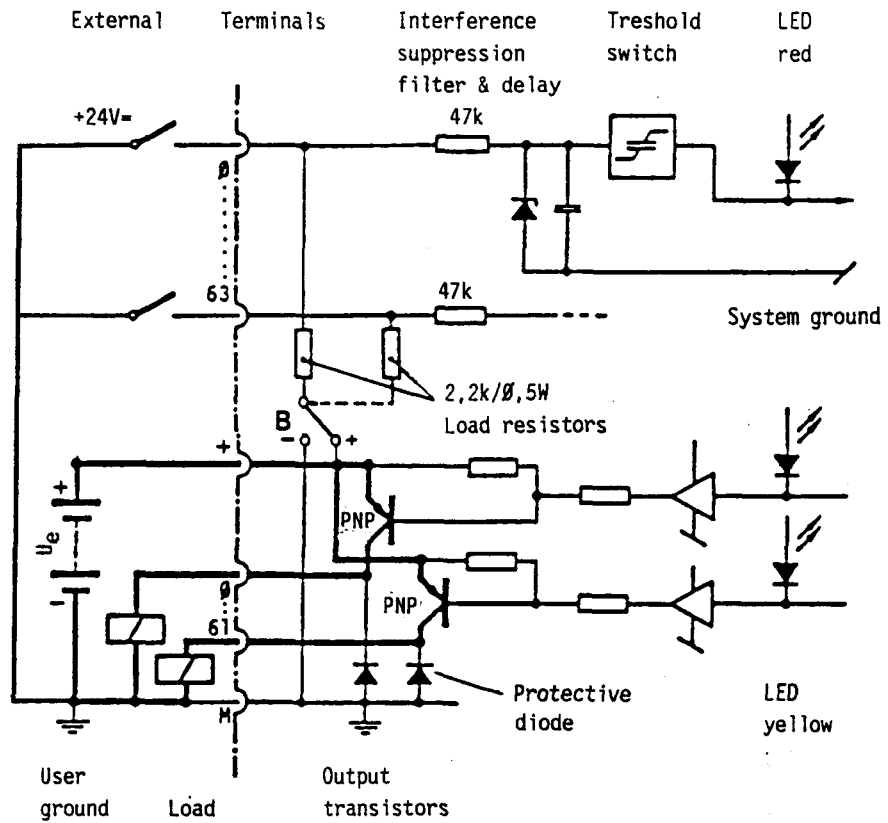 External Terminals Interference Treshold LED
suppression switch red
filter & delay
+24V= 47k
Ø
63 47k
System ground
2,2k/Ø,5W
Load resistors
B - +
+
+
PNP
Ue
-
Ø
PNP
61
M
Protective
diode
LED
yellow
User
ground
Load
Output
transistors